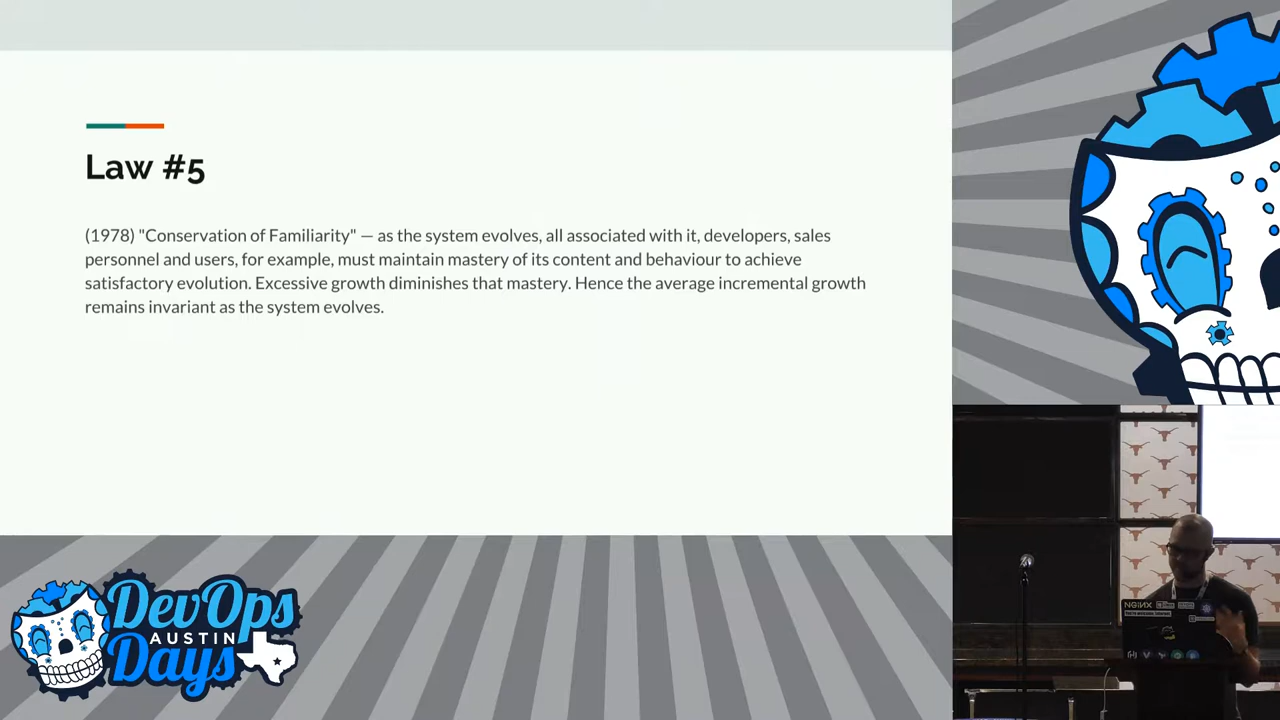 Law #5
(1978) "Conservation of Familiarity" — as the system evolves, all associated with it, developers, sales
personnel and users, for example, must maintain mastery of its content and behaviour to achieve
satisfactory evolution. Excessive growth diminishes that mastery. Hence the average incremental growth
remains invariant as the system evolves.
DevOps
AUSTIN
Days
NGINX